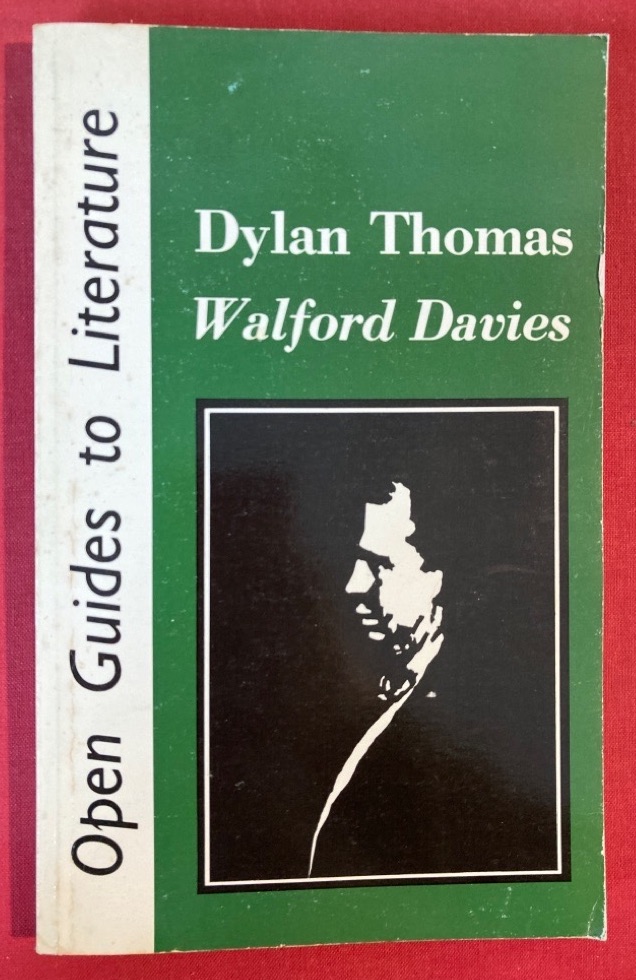 Open Guides to Literature
Dylan Thomas
Walford Davies